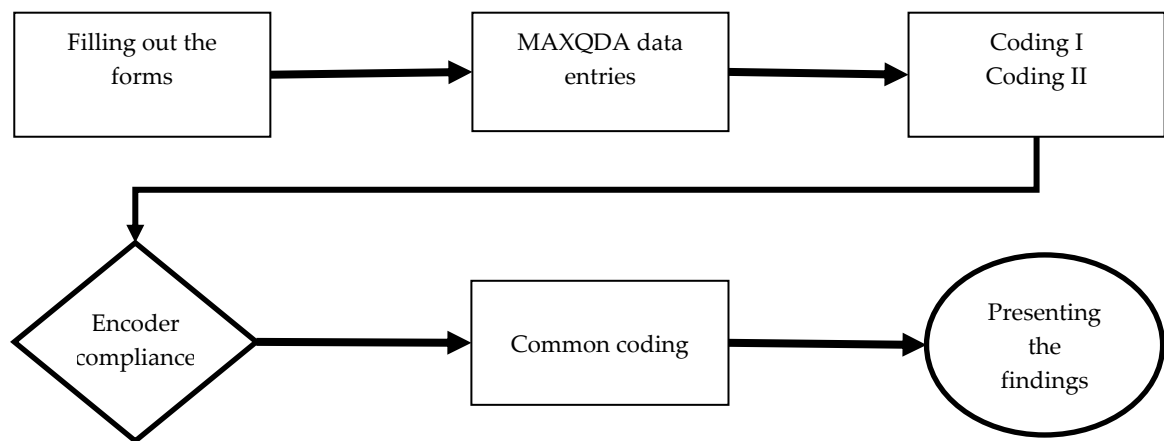 Filling out the
forms
MAXQDA data
entries
Coding I
Coding II
Encoder
compliance
Common coding
Presenting
the
findings